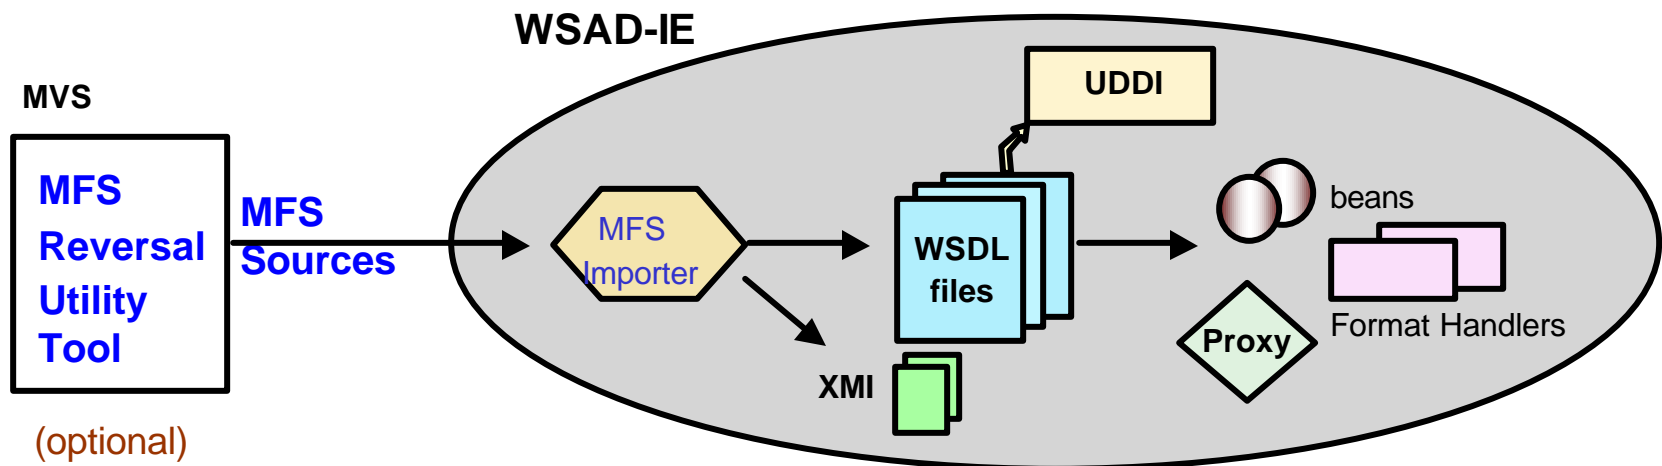 WSAD-IE
MVS
MFS
Reversal
Utility
Tool
(optional)
MFS
Sources
MFS
Importer
UDDI
WSDL
files
XMI
beans
Format Handlers
Proxy